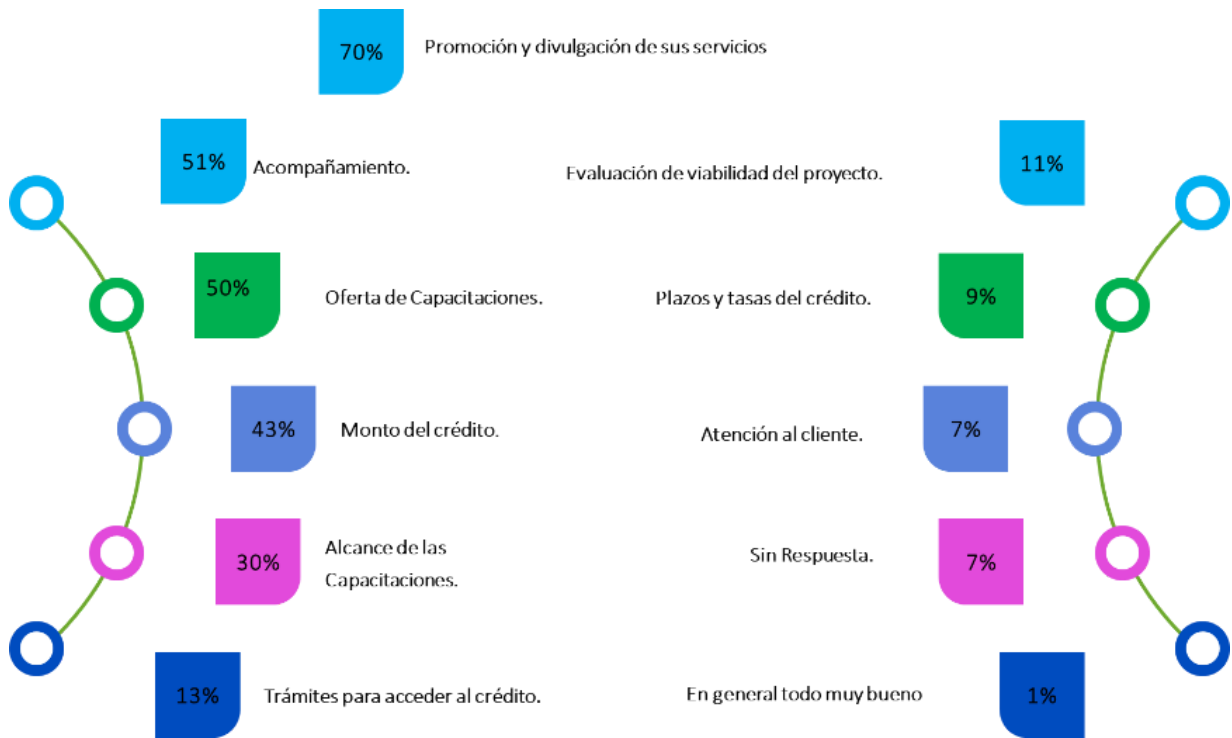 70% Promoción y divulgación de sus servicios
51% Acompañamiento.
50% Oferta de Capacitaciones.
43% Monto del crédito.
30% Alcance de las
Capacitaciones.
13% Trámites para acceder al crédito.
Evaluación de viabilidad del proyecto. 11%
Plazos y tasas del crédito. 9%
Atención al cliente. 7%
Sin Respuesta. 7%
En general todo muy bueno 1%